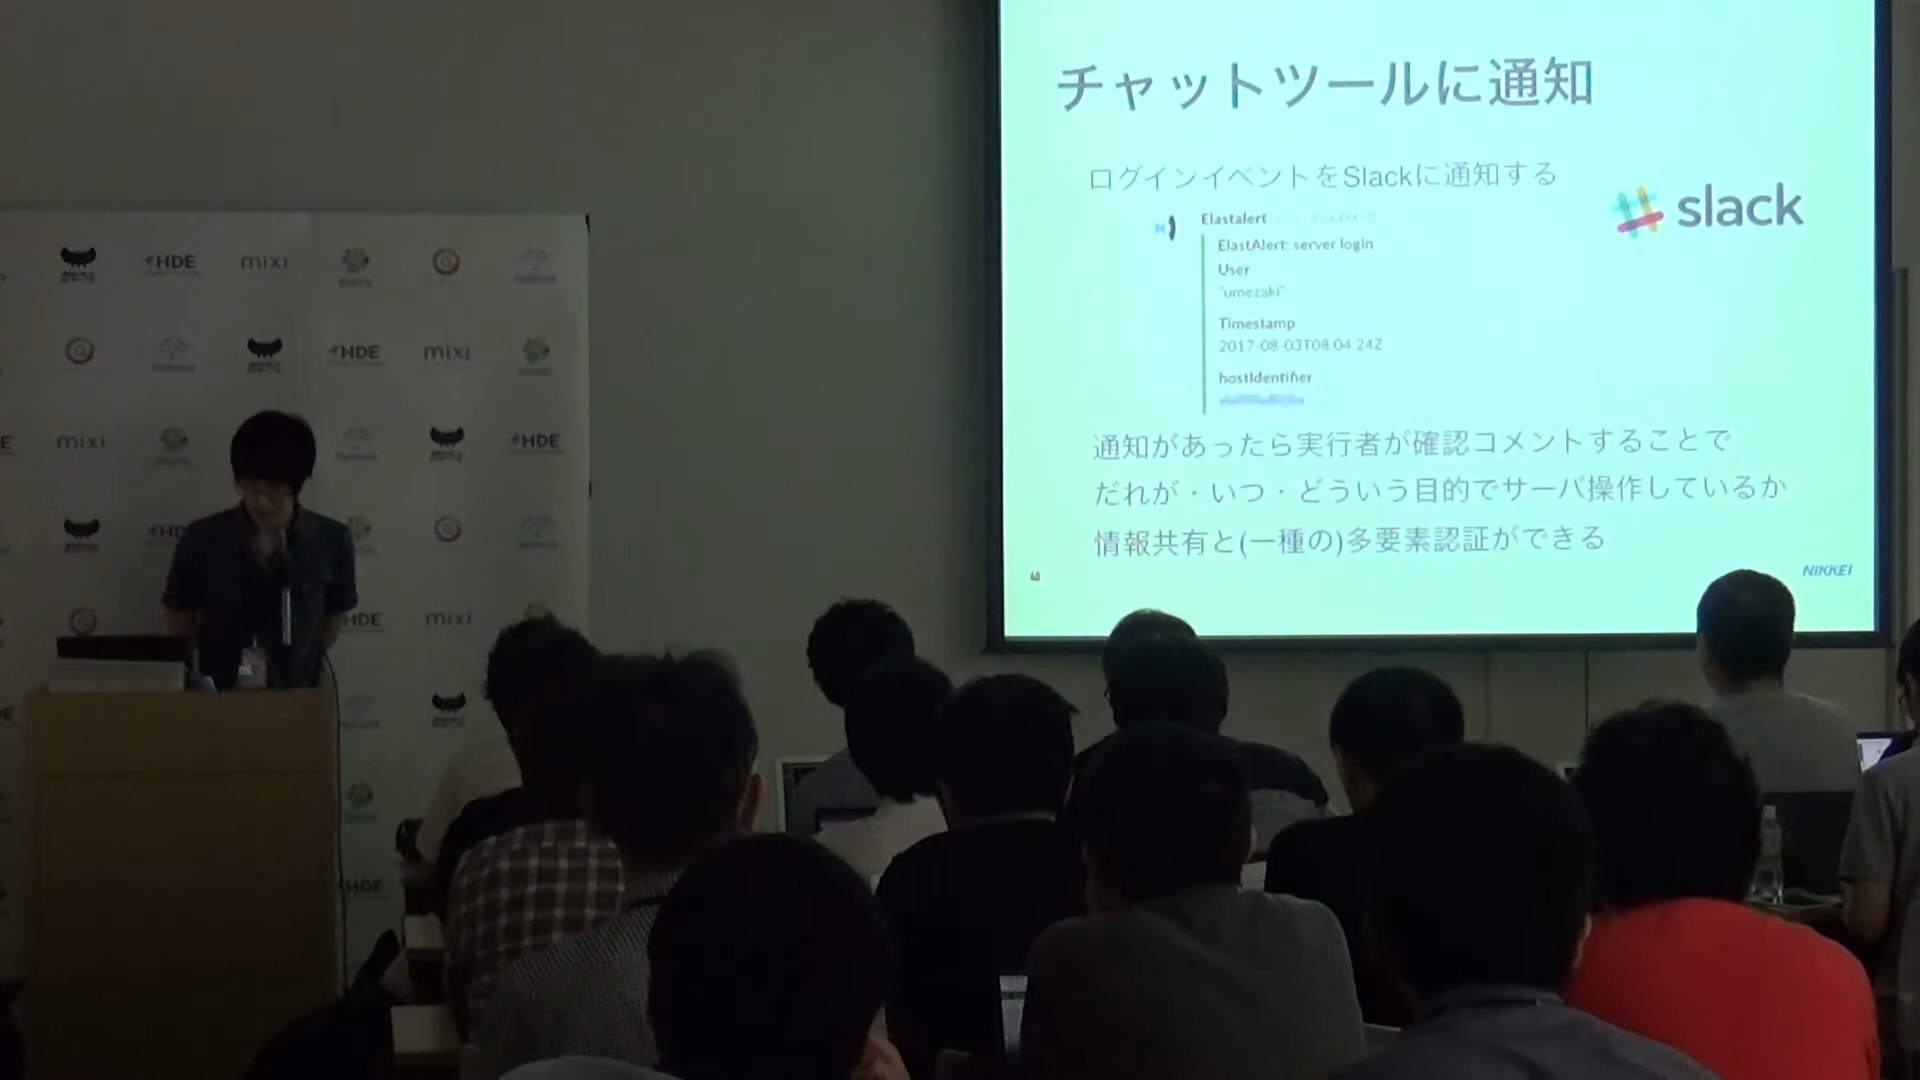 チャットツールに通知
ログインイベントをSlackに通知する
slack
Elastalert
ElastAlert: server login
User
"umezaki"
Timestamp
2017-08-03T08:04:24Z
hostIdentifier
通知があったら実行者が確認コメントすることで
だれが・いつ・どういう目的でサーバ操作しているか
情報共有と(一種の)多要素認証ができる
NIKKEI
HDE
mixi
HDE
mixi
mixi
HDE
HDE
mixi
HDE